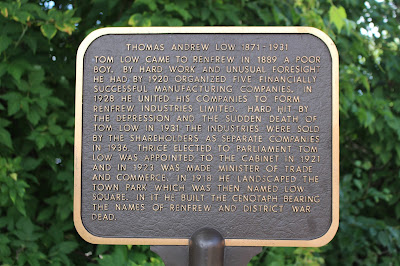 THOMAS ANDREW LOW 1871-1931
TOM LOW CAME TO RENFREW IN 1889 A POOR
BOY. BY HARD WORK AND UNUSUAL FORESIGHT
HE HAD, BY 1920 ORGANIZED FIVE FINANCIALLY
SUCCESSFUL MANUFACTURING COMPANIES. IN
1928 HE UNITED HIS COMPANIES TO FORM
RENFREW INDUSTRIES LIMITED. HARD HIT BY
THE DEPRESSION AND THE SUDDEN DEATH OF
TOM LOW IN 1931 THE INDUSTRIES WERE SOLD
BY THE SHAREHOLDERS AS SEPARATE COMPANIES
IN 1936. THRICE ELECTED TO PARLIAMENT TOM
LOW WAS APPOINTED TO THE CABINET IN 1921
AND IN 1923 WAS MADE MINISTER OF TRADE
AND COMMERCE. IN 1918 HE LANDSCAPED THE
TOWN PARK WHICH WAS THEN NAMED LOW
SQUARE. IN IT HE BUILT THE CENOTAPH BEARING
THE NAMES OF RENFREW AND DISTRICT WAR
DEAD.